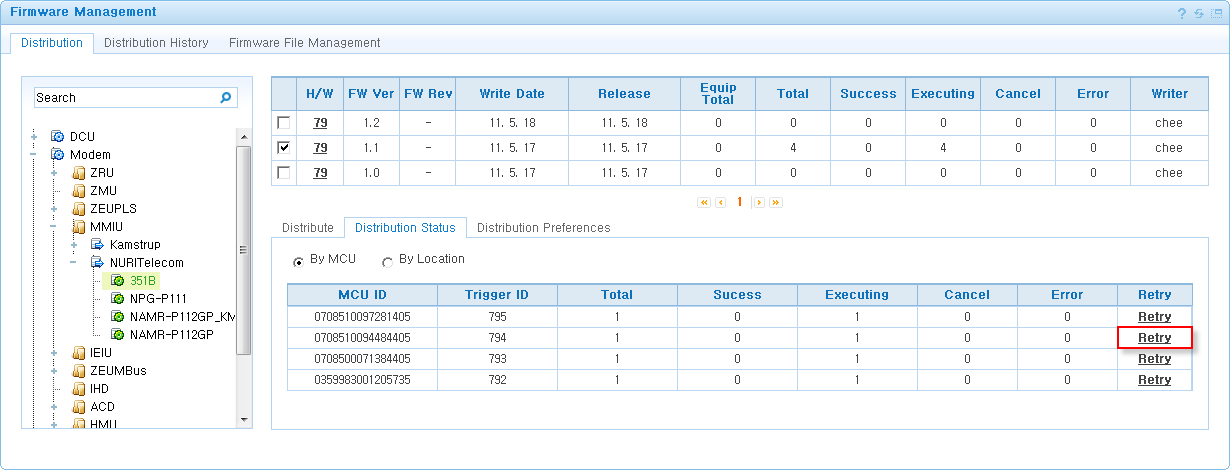 Firmware Management
Distribution Distribution History Firmware File Management
Search
DCU
Modem
ZRU
ZMU
ZEUPLS
MMIU
Kamstrup
NURITelecom
351B
NPG-P111
NAMR-P112GP_KM
NAMR-P112GP
IEIU
ZEUMBus
IHD
ACD
HMU
H/W FW Ver FW Rev Write Date Release Equip Total Total Success Executing Cancel Error Writer
79 1.2 - 11. 5. 18 11. 5. 18 0 0 0 0 0 0 chee
79 1.1 - 11. 5. 17 11. 5. 17 0 4 0 4 0 0 chee
79 1.0 - 11. 5. 17 11. 5. 17 0 0 0 0 0 0 chee
1
Distribute Distribution Status Distribution Preferences
By MCU By Location
MCU ID Trigger ID Total Sucess Executing Cancel Error Retry
0708510097281405 795 1 0 1 0 0 Retry
0708510094484405 794 1 0 1 0 0 Retry
0708500071384405 793 1 0 1 0 0 Retry
0359983001205735 792 1 0 1 0 0 Retry